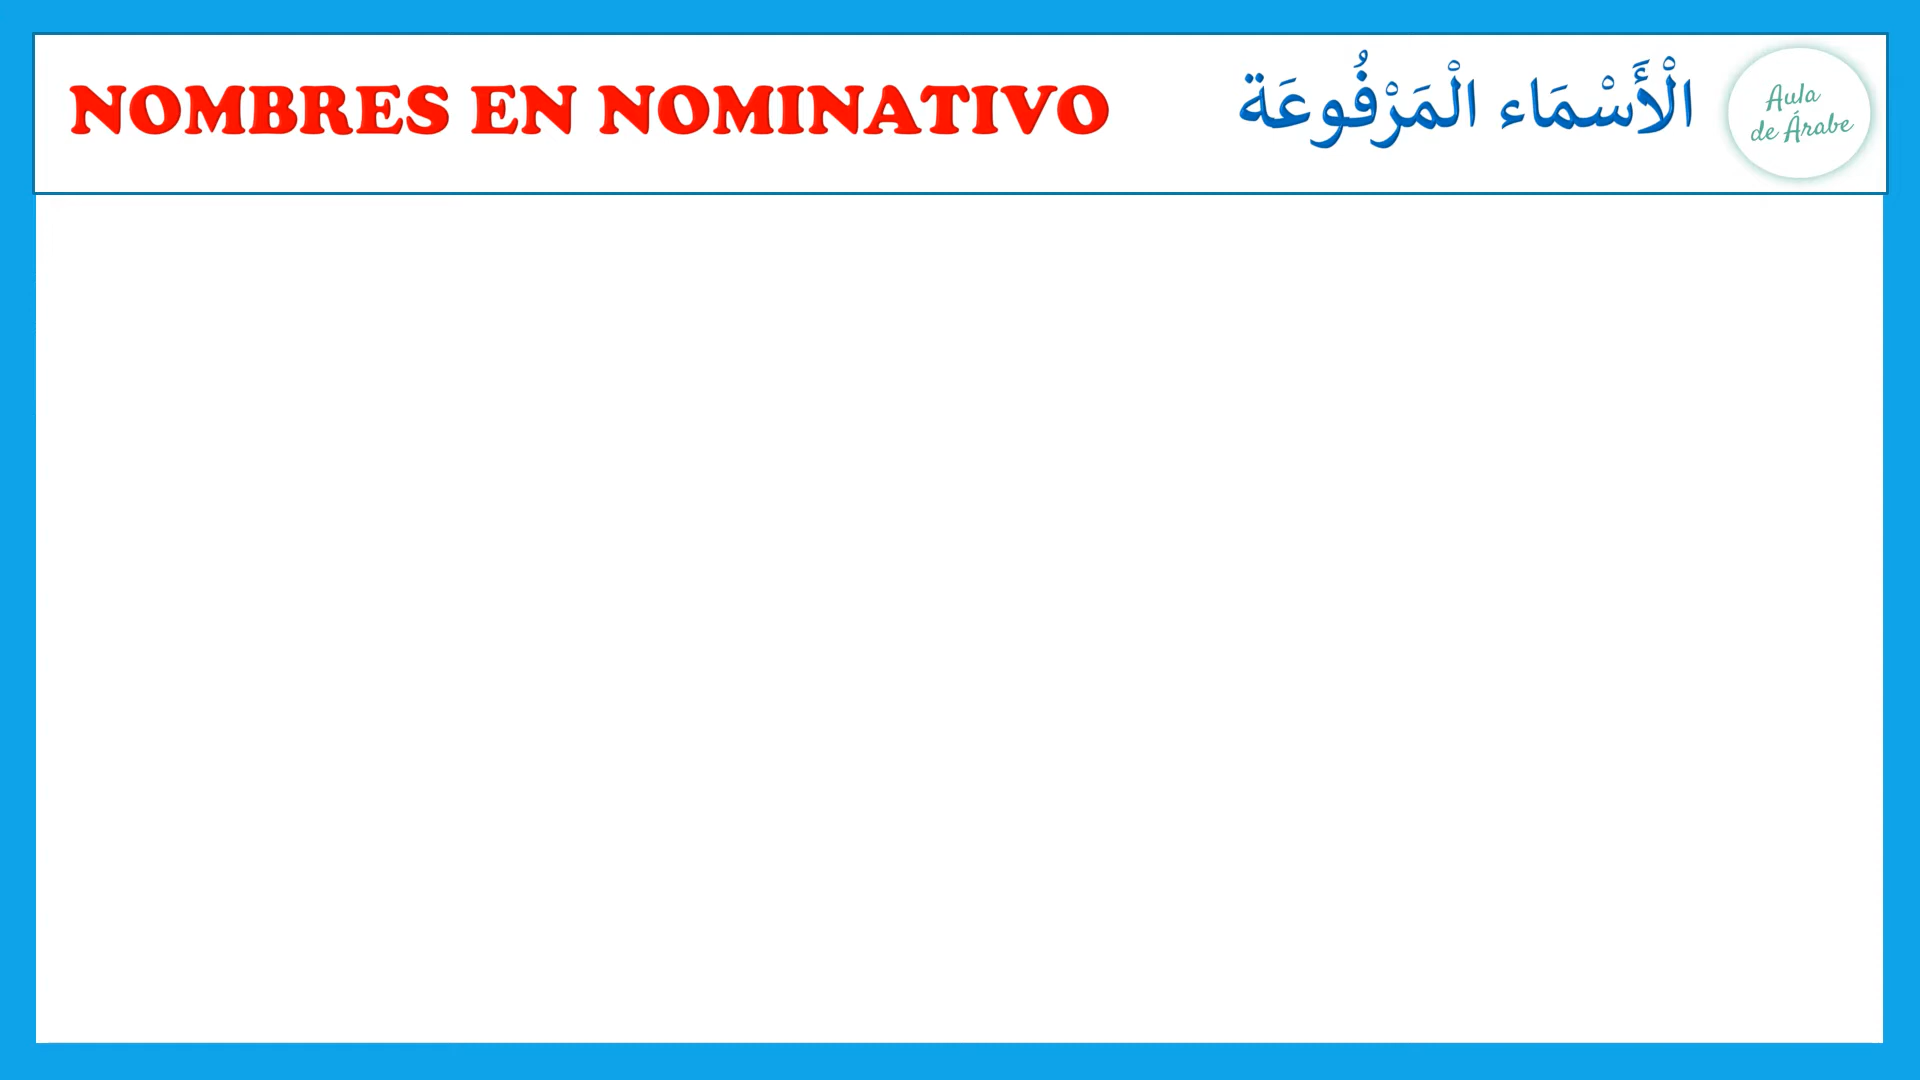 NOMBRES EN NOMINATIVO
الْأَسْمَاء الْمَرْفُوعَة
Aula
de Árabe